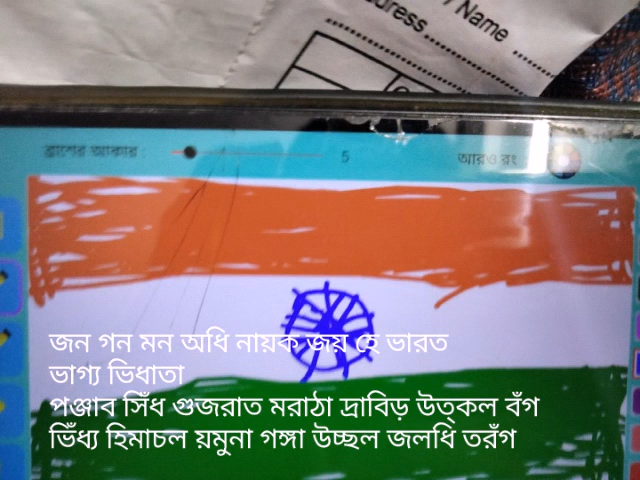 / Name
dress
ব্রাশের আকার :
5
আরও রং :
জন গন মন অধি নায়ক জয় হে ভারত
ভাগ্য ভিধাতা
পঞ্জাব সিঁধ গুজরাত মরাঠা দ্রাবিড় উত্কল বঁগ
ভিঁধ্য হিমাচল য়মুনা গঙ্গা উচ্ছল জলধি তরঁগ